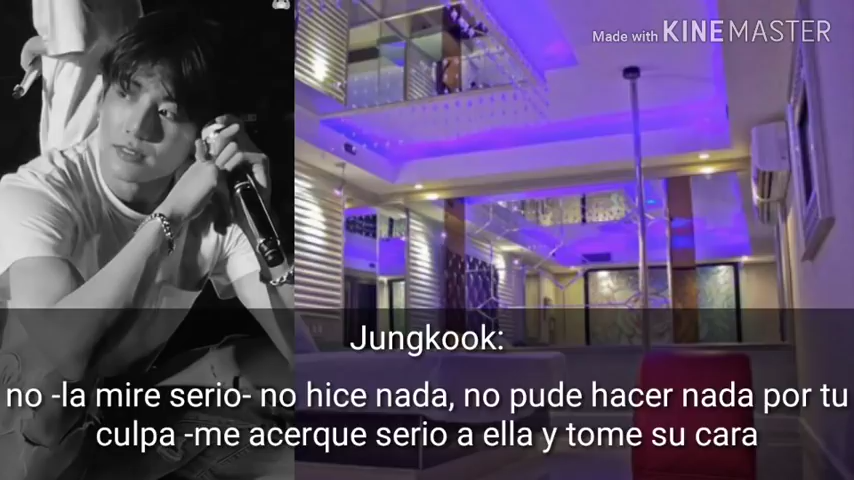 Made with KINEMASTER
Jungkook:
no -la mire serio- no hice nada, no pude hacer nada por tu
culpa -me acerque serio a ella y tome su cara